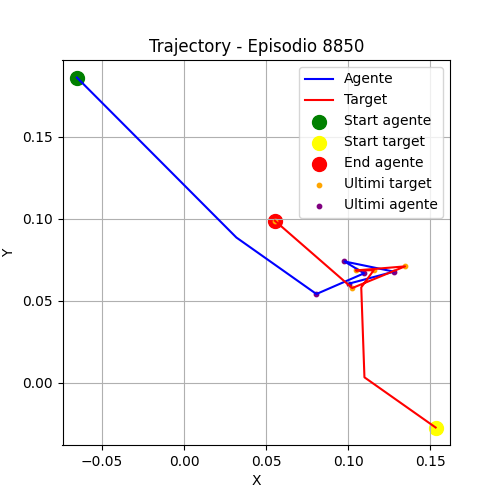 Trajectory - Episodio 8850
Agente
Target
Start agente
Start target
End agente
Ultimi target
Ultimi agente
Y
0.15
0.10
0.05
0.00
−0.05
0.00
0.05
0.10
0.15
X